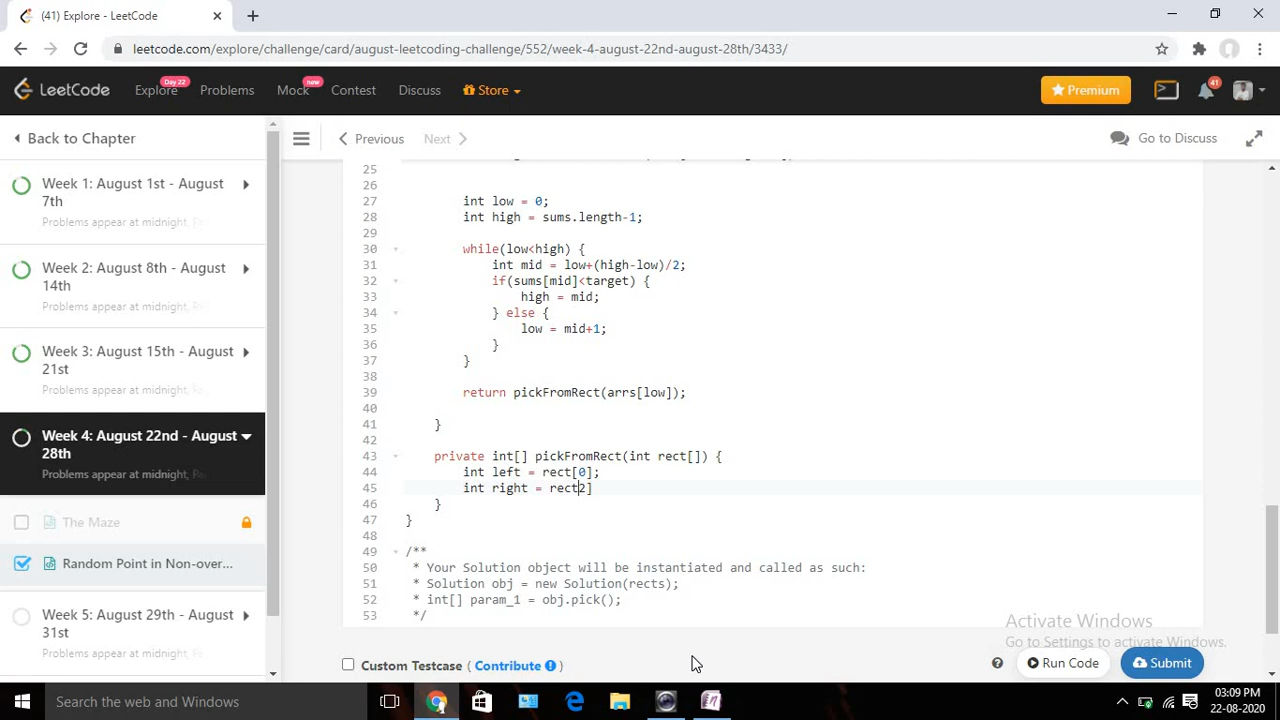 (41) Explore - LeetCode
leetcode.com/explore/challenge/card/august-leetcoding-challenge/552/week-4-august-22nd-august-28th/3433/
LeetCode Explore Day 22 Problems Mock new Contest Discuss Store Premium 41
Back to Chapter
Previous Next Go to Discuss
Week 1: August 1st - August
7th
Problems appear at midnight,
Week 2: August 8th - August
14th
Problems appear at midnight,
Week 3: August 15th - August
21st
Problems appear at midnight,
Week 4: August 22nd - August
28th
Problems appear at midnight,
The Maze
Random Point in Non-over...
Week 5: August 29th - August
31st
Problems appear at midnight,
25
26
27 int low = 0;
28 int high = sums.length-1;
29
30 while(low<high) {
31 int mid = low+(high-low)/2;
32 if(sums[mid]<target) {
33 high = mid;
34 } else {
35 low = mid+1;
36 }
37 }
38
39 return pickFromRect(arrs[low]);
40
41 }
42
43 private int[] pickFromRect(int rect[]) {
44 int left = rect[0];
45 int right = rect2]
46 }
47 }
48
49 /**
50 * Your Solution object will be instantiated and called as such:
51 * Solution obj = new Solution(rects);
52 * int[] param_1 = obj.pick();
53 */
Activate Windows
Go to Settings to activate Windows.
Custom Testcase ( Contribute )
Run Code Submit
Search the web and Windows
03:09 PM
22-08-2020